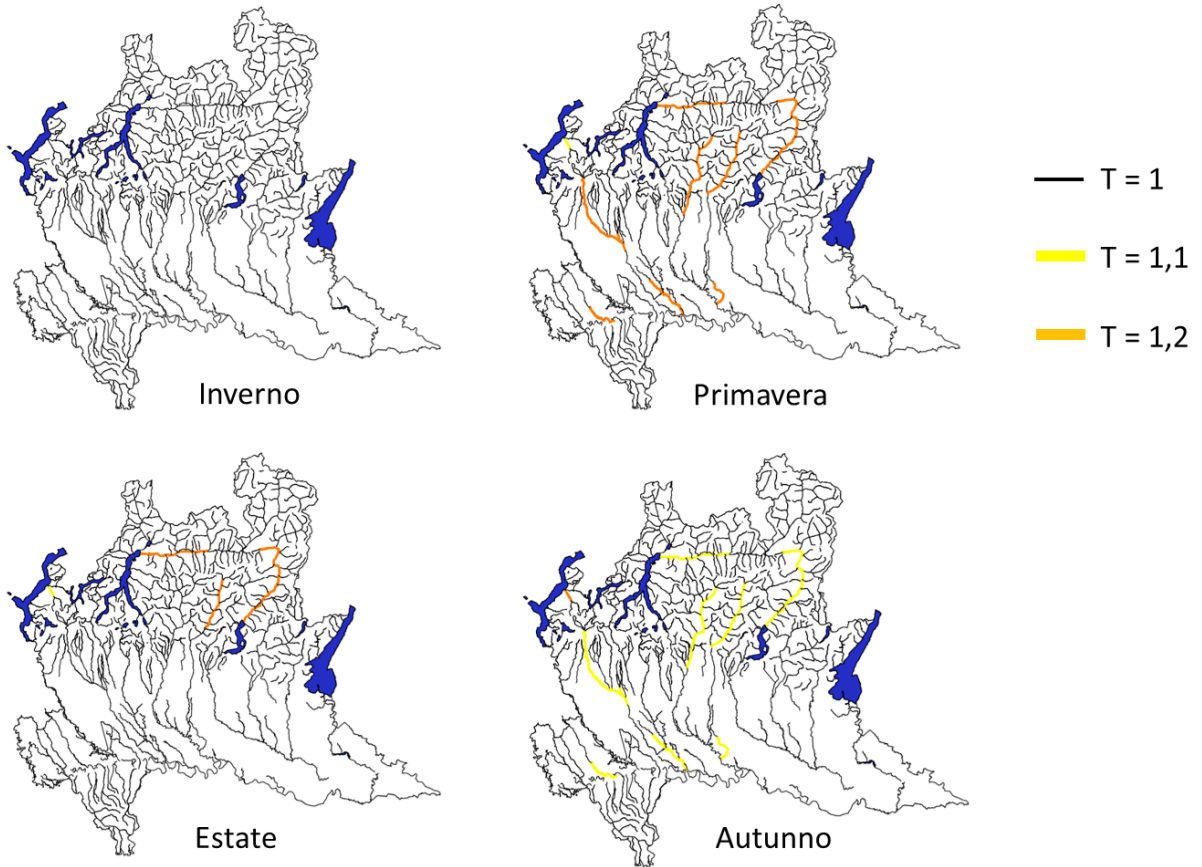 Inverno
Primavera
T = 1
T = 1,1
T = 1,2
Estate
Autunno